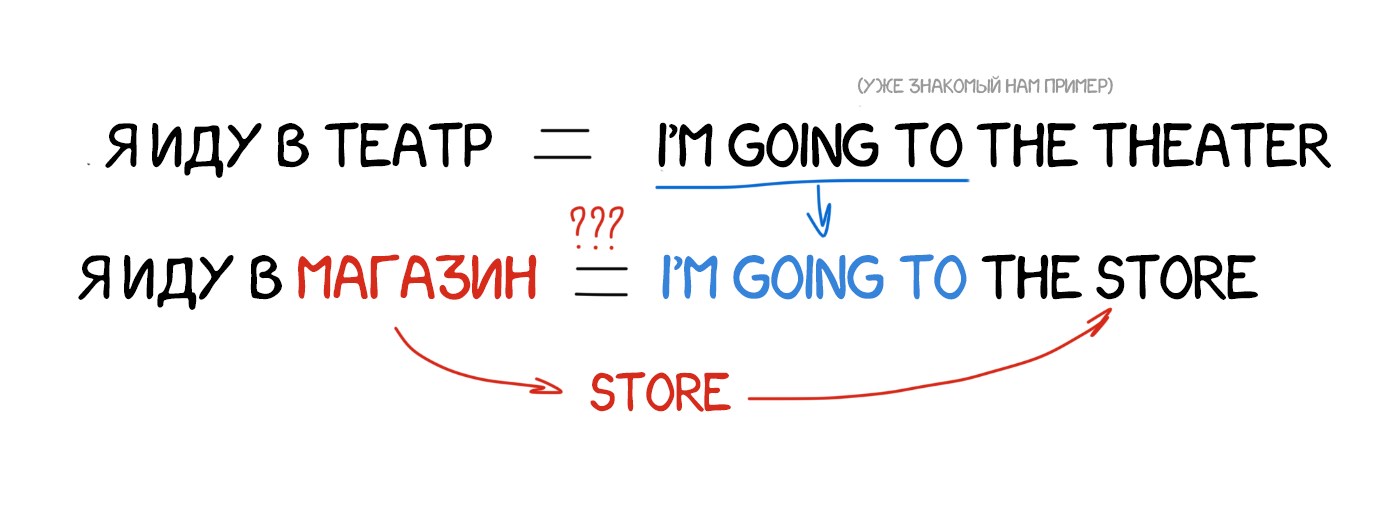 (УЖЕ ЗНАКОМЫЙ НАМ ПРИМЕР)
Я ИДУ В ТЕАТР = I'M GOING TO THE THEATER
???
Я ИДУ В МАГАЗИН = I'M GOING TO THE STORE
STORE